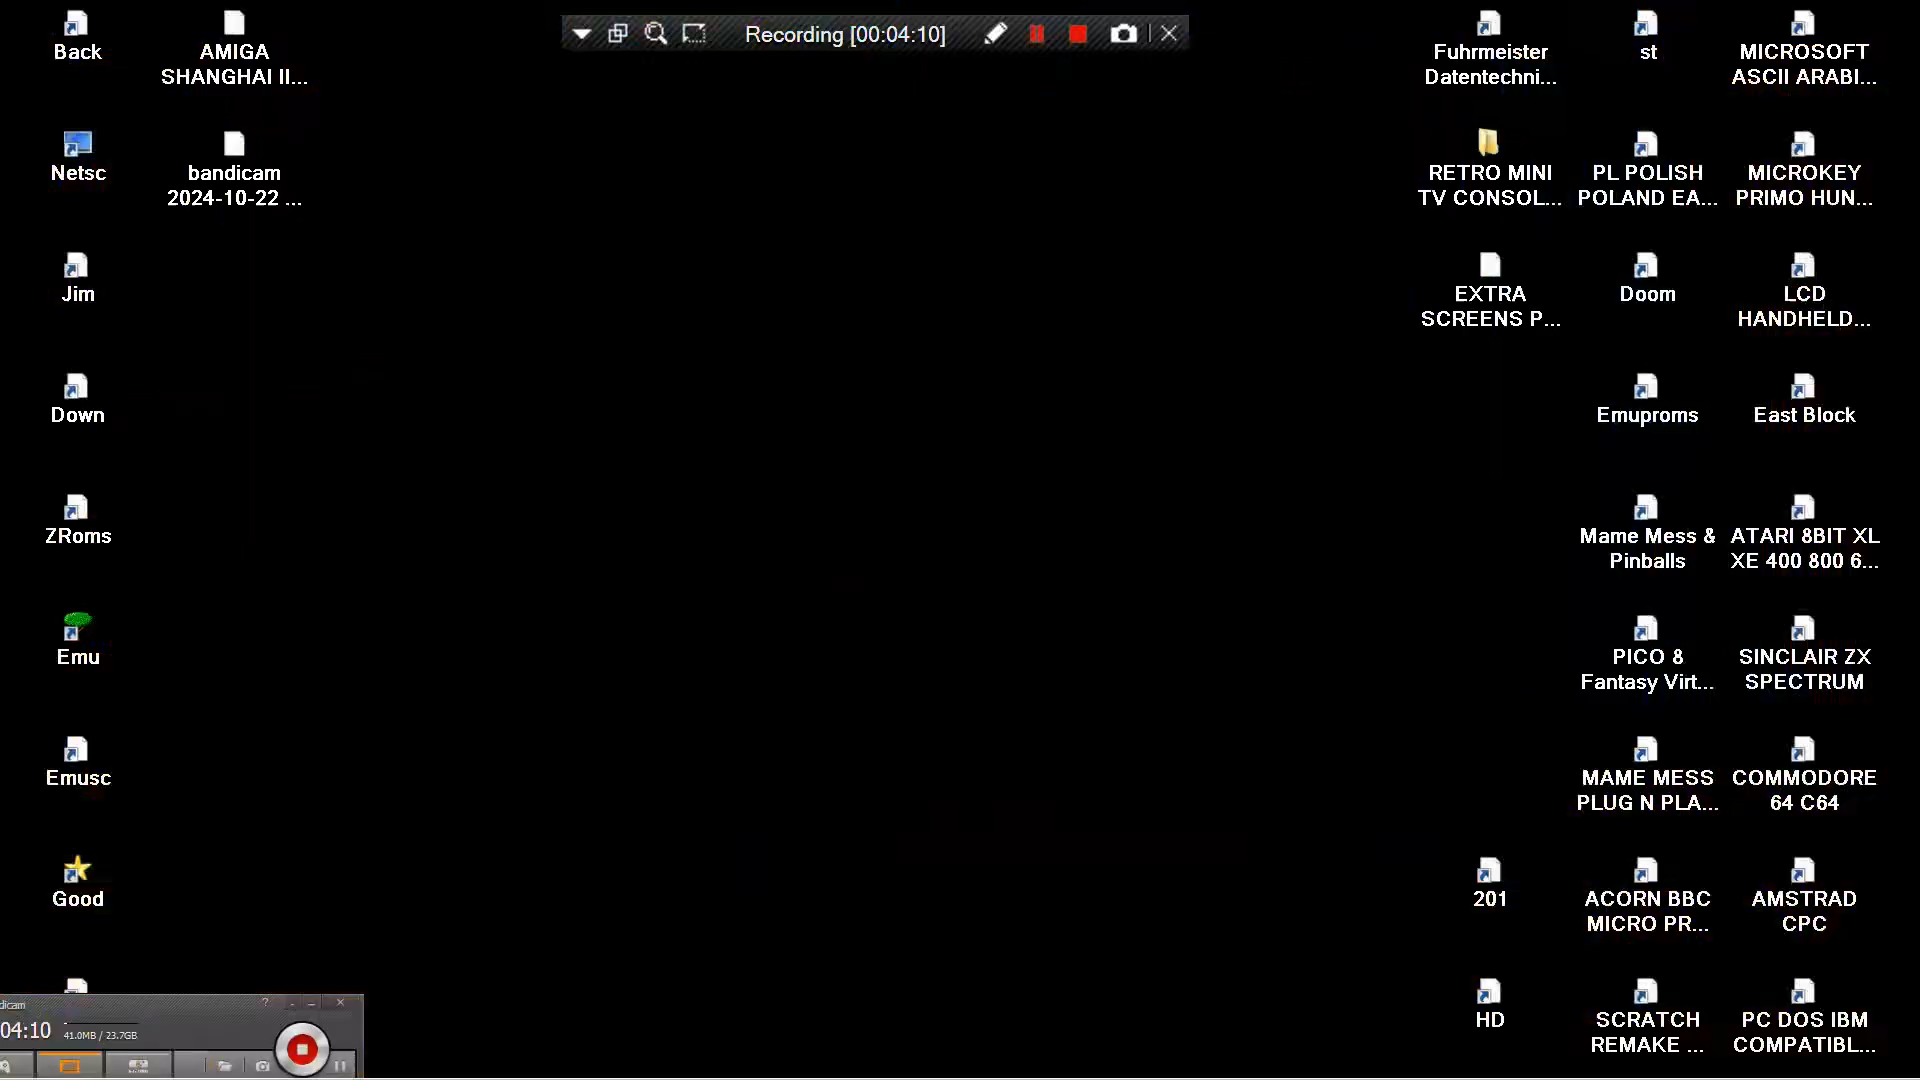 Recording [00:04:10]
Back
AMIGA
SHANGHAI II...
Netsc
bandicam
2024-10-22 ...
Jim
Down
ZRoms
Emu
Emusc
Good
Fuhrmeister
Datentechni...
st
MICROSOFT
ASCII ARABI...
RETRO MINI
TV CONSOL...
PL POLISH
POLAND EA...
MICROKEY
PRIMO HUN...
EXTRA
SCREENS P...
Doom
LCD
HANDHELD...
Emuproms
East Block
Mame Mess &
Pinballs
ATARI 8BIT XL
XE 400 800 6...
PICO 8
Fantasy Virt...
SINCLAIR ZX
SPECTRUM
MAME MESS
PLUG N PLA...
COMMODORE
64 C64
201
ACORN BBC
MICRO PR...
AMSTRAD
CPC
HD
SCRATCH
REMAKE ...
PC DOS IBM
COMPATIBL...
dicam
04:10
41.0MB / 23.7GB